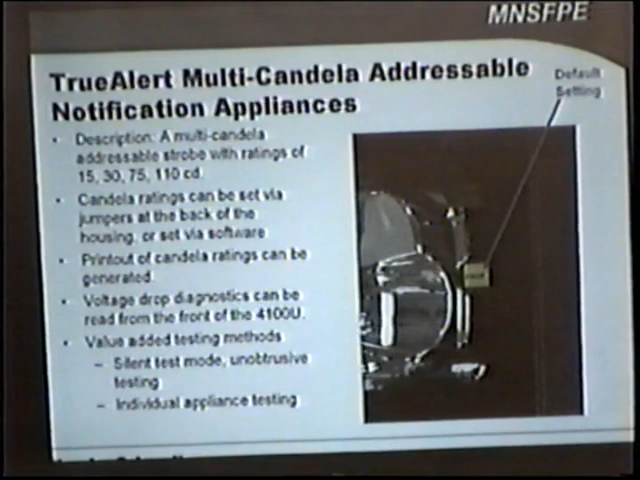 MNSFPE
TrueAlert Multi-Candela Addressable
Notification Appliances
Default
Setting
• Description: A multi-candela
addressable strobe with ratings of
15, 30, 75, 110 cd.
• Candela ratings can be set via
jumpers at the back of the
housing, or set via software
• Printout of candela ratings can be
generated.
• Voltage drop diagnostics can be
read from the front of the 4100U.
• Value added testing methods
– Silent test mode, unobtrusive
testing
– Individual appliance testing